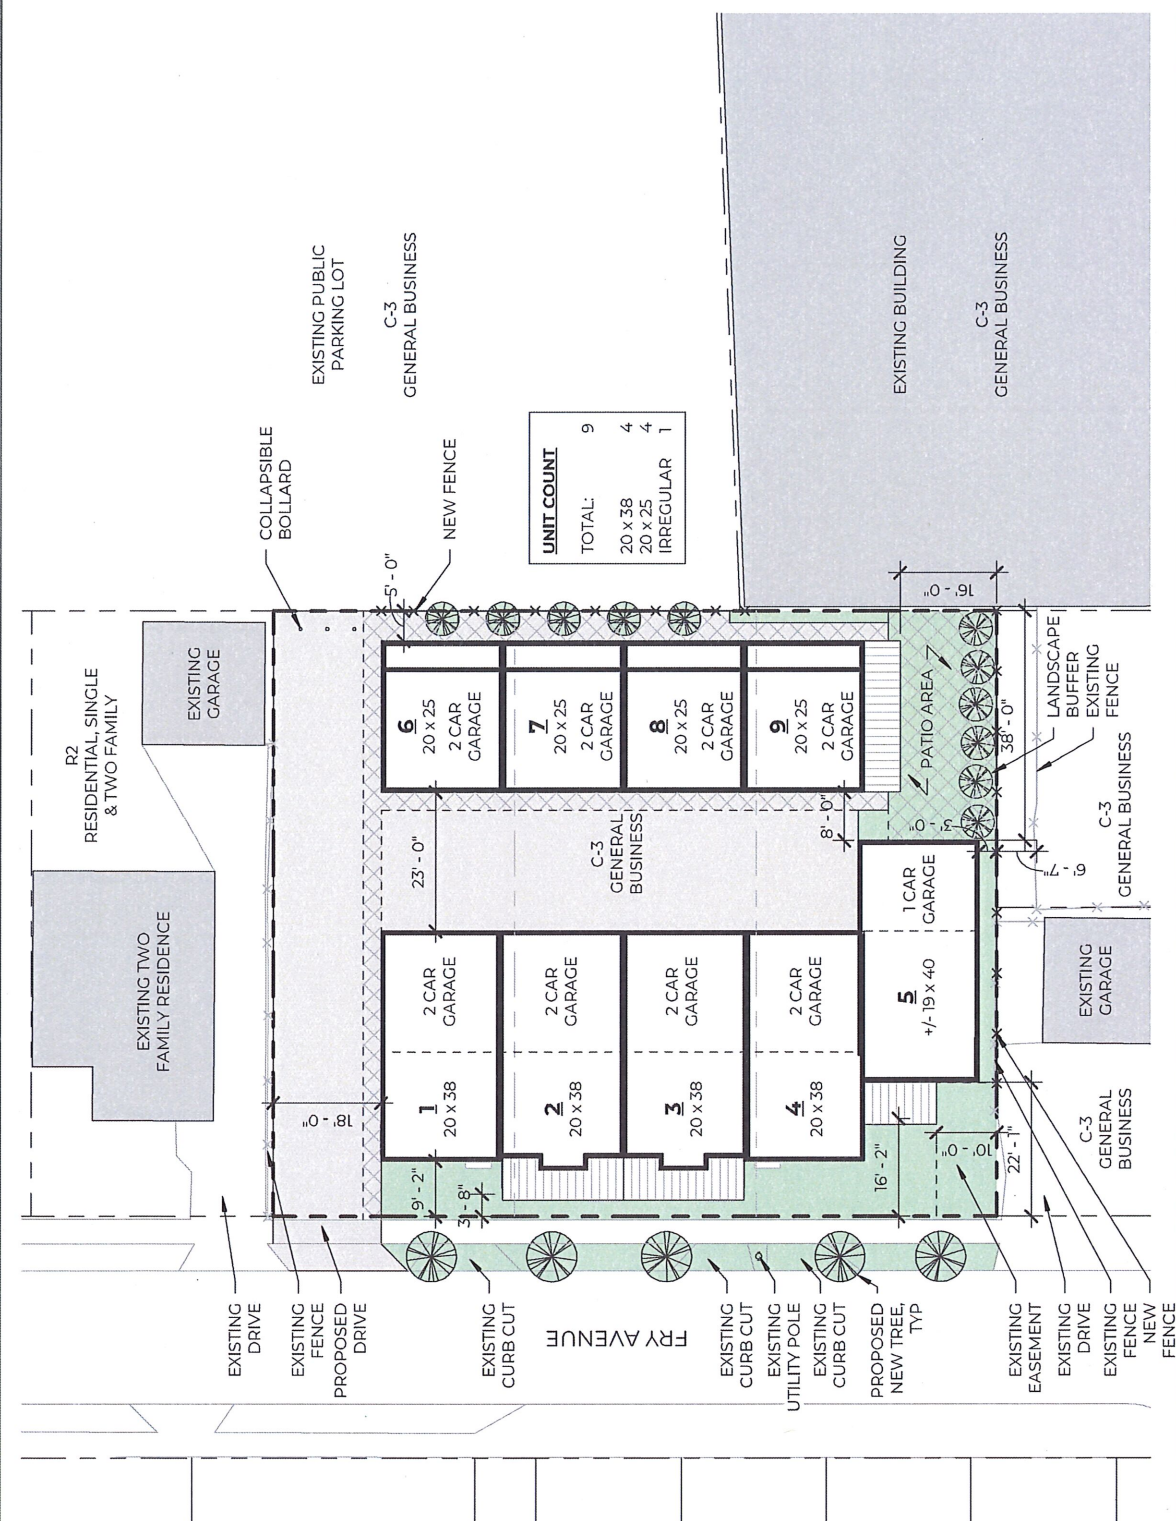 R2
RESIDENTIAL, SINGLE
& TWO FAMILY
EXISTING TWO
FAMILY RESIDENCE
EXISTING
GARAGE
COLLAPSIBLE
BOLLARD
EXISTING PUBLIC
PARKING LOT
C-3
GENERAL BUSINESS
NEW FENCE
5' - 0"
UNIT COUNT
TOTAL: 9
20 x 38 4
20 x 25 4
IRREGULAR 1
EXISTING BUILDING
C-3
GENERAL BUSINESS
EXISTING
DRIVE
EXISTING
FENCE
PROPOSED
DRIVE
18' - 0"
EXISTING
CURB CUT
9' - 2"
3' - 8"
1
20 x 38
2 CAR
GARAGE
23' - 0"
6
20 x 25
2 CAR
GARAGE
2
20 x 38
2 CAR
GARAGE
7
20 x 25
2 CAR
GARAGE
C-3
GENERAL
BUSINESS
3
20 x 38
2 CAR
GARAGE
8
20 x 25
2 CAR
GARAGE
4
20 x 38
2 CAR
GARAGE
9
20 x 25
2 CAR
GARAGE
FRY AVENUE
EXISTING
CURB CUT
EXISTING
UTILITY POLE
EXISTING
CURB CUT
PROPOSED
NEW TREE,
TYP
16' - 2"
5
+/- 19 x 40
1 CAR
GARAGE
8' - 0"
3' - 0"
PATIO AREA
16' - 0"
10' - 0"
22' - 1"
6' - 7"
38' - 0"
EXISTING
EASEMENT
EXISTING
DRIVE
EXISTING
FENCE
NEW
FENCE
C-3
GENERAL
BUSINESS
EXISTING
GARAGE
C-3
GENERAL BUSINESS
LANDSCAPE
BUFFER
EXISTING
FENCE